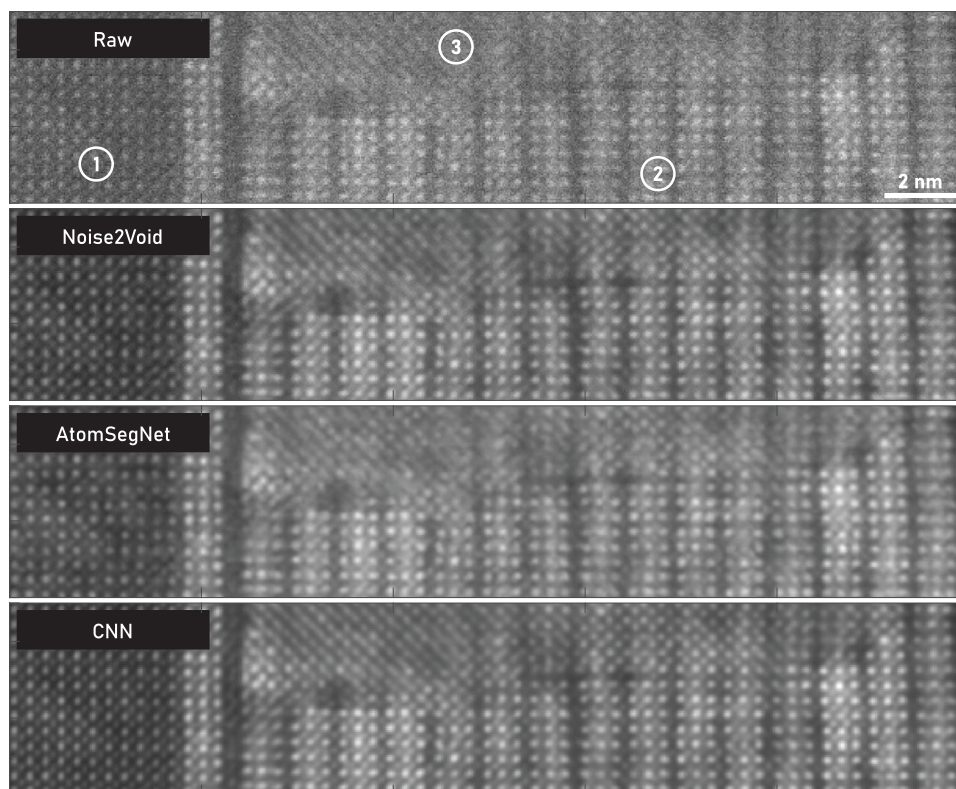 Raw
3
1
2
2 nm
Noise2Void
AtomSegNet
CNN